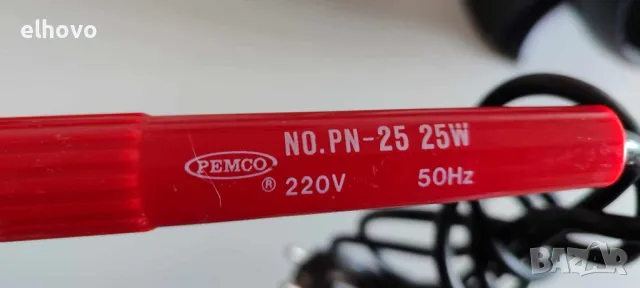 elhovo
NO.PN-25 25W
PEMCO
®
220V 50Hz
BAZAR